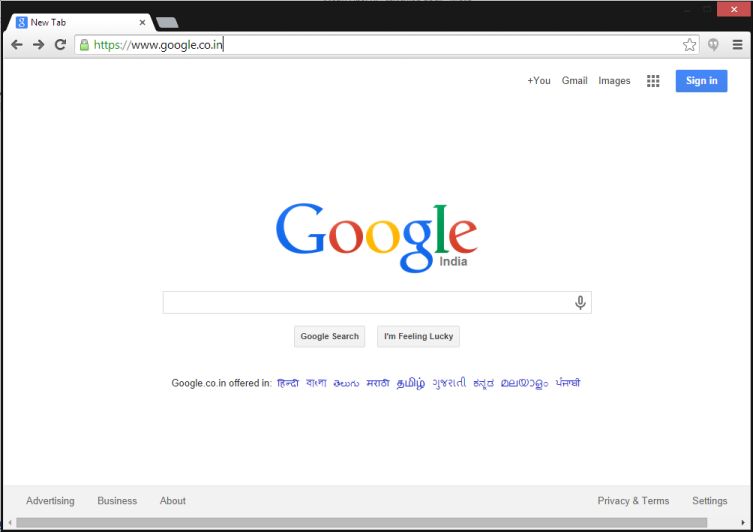 New Tab
https://www.google.co.in
+You Gmail Images Sign in
Google
India
Google Search I'm Feeling Lucky
Google.co.in offered in: हिन्दी বাংলা తెలుగు मराठी தமிழ் ગુજરાતી ಕನ್ನಡ മലയാളം ਪੰਜਾਬੀ
Advertising Business About Privacy & Terms Settings